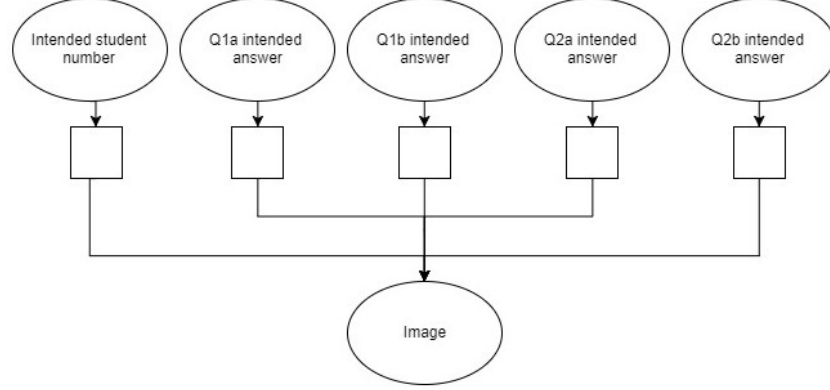 Intended student
number
Q1a intended
answer
Q1b intended
answer
Q2a intended
answer
Q2b intended
answer
Image